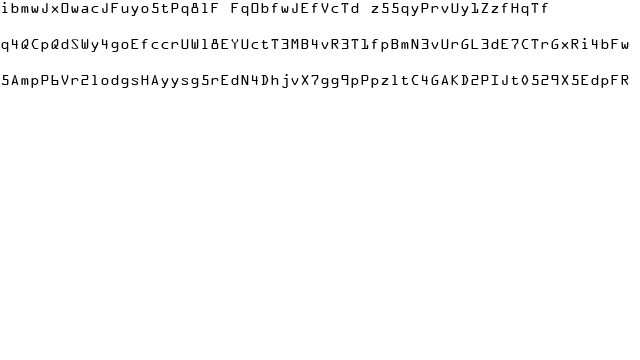 ibmwJxOwacJFuyo5tPq8lF FqObfwJEfVcTd z55qyPrvUy1ZzfHqTf
q4QCpQdSWy4goEfccrUWl8EYUctT3MB4vR3T1fpBmN3vUrGL3dE7CTrGxRi4bFw
5AmpP6Vr2lodgsHAyysg5rEdN4DhjvX7gg9pPpzltC4GAKD2PIJt0529X5EdpFR